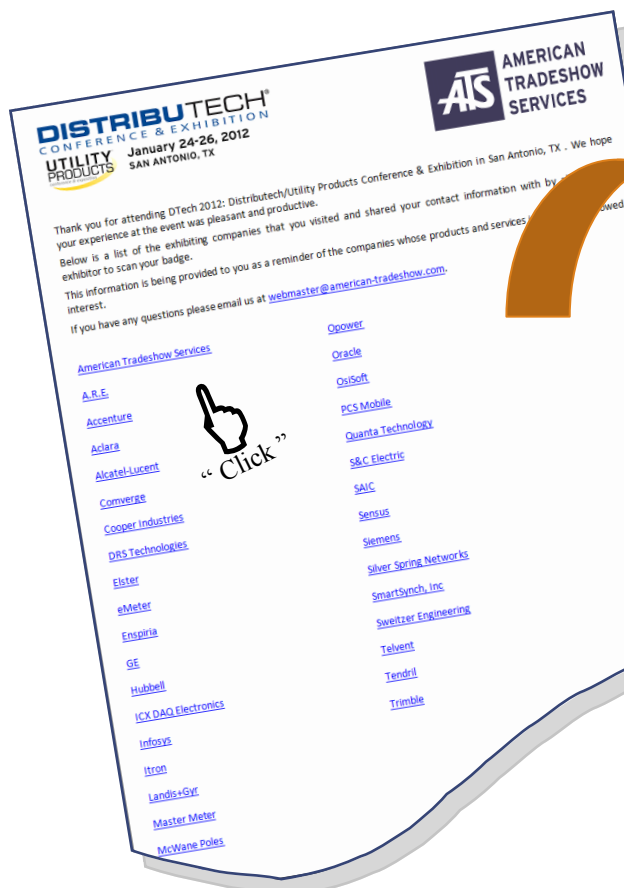 DISTRIBUTECH®
CONFERENCE & EXHIBITION
UTILITY
PRODUCTS
January 24-26, 2012
SAN ANTONIO, TX
ATS
AMERICAN
TRADESHOW
SERVICES
Thank you for attending DTech 2012: Distributech/Utility Products Conference & Exhibition in San Antonio, TX . We hope
your experience at the event was pleasant and productive.
Below is a list of the exhibiting companies that you visited and shared your contact information with by
exhibitor to scan your badge.
This information is being provided to you as a reminder of the companies whose products and services
interest.
If you have any questions please email us at webmaster@american-tradeshow.com.
American Tradeshow Services
A.R.E.
Accenture
Aclara
Alcatel-Lucent
Comverge
Cooper Industries
DRS Technologies
Elster
eMeter
Enspiria
GE
Hubbell
ICX DAQ Electronics
Infosys
Itron
Landis+Gyr
Master Meter
McWane Poles
“ Click ”
Opower
Oracle
OsiSoft
PCS Mobile
Quanta Technology
S&C Electric
SAIC
Sensus
Siemens
Silver Spring Networks
SmartSynch, Inc
Sweitzer Engineering
Telvent
Tendril
Trimble